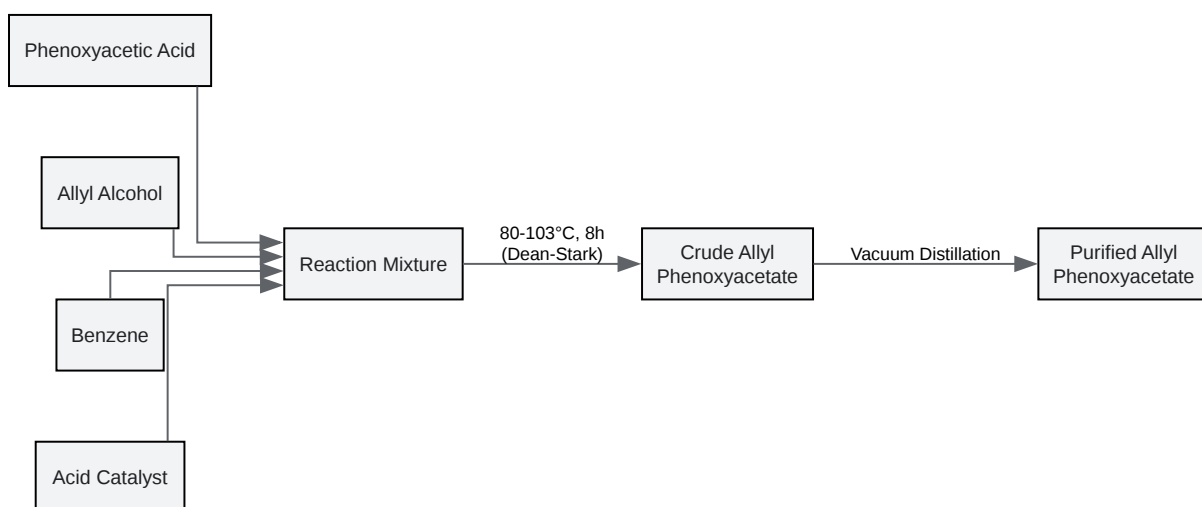 Phenoxyacetic Acid
Allyl Alcohol
Benzene
Acid Catalyst
Reaction Mixture
80-103°C, 8h
(Dean-Stark)
Crude Allyl
Phenoxyacetate
Vacuum Distillation
Purified Allyl
Phenoxyacetate